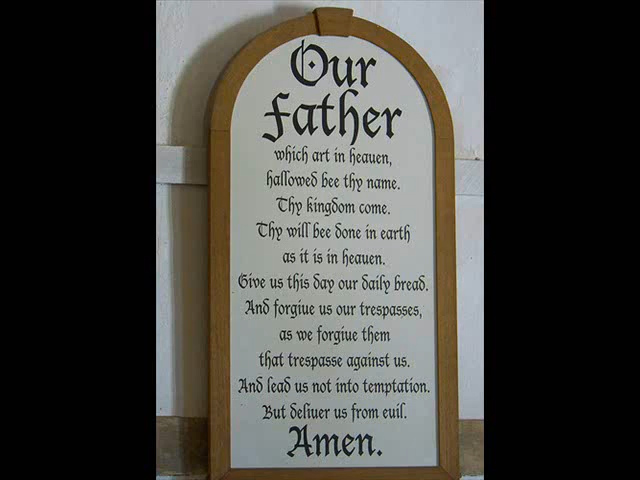 Our
Father
which art in heauen,
hallowed bee thy name.
Thy kingdom come.
Thy will bee done in earth
as it is in heauen.
Give us this day our daily bread.
And forgiue us our trespasses,
as we forgiue them
that trespasse against us.
And lead us not into temptation.
But deliuer us from euil.
Amen.